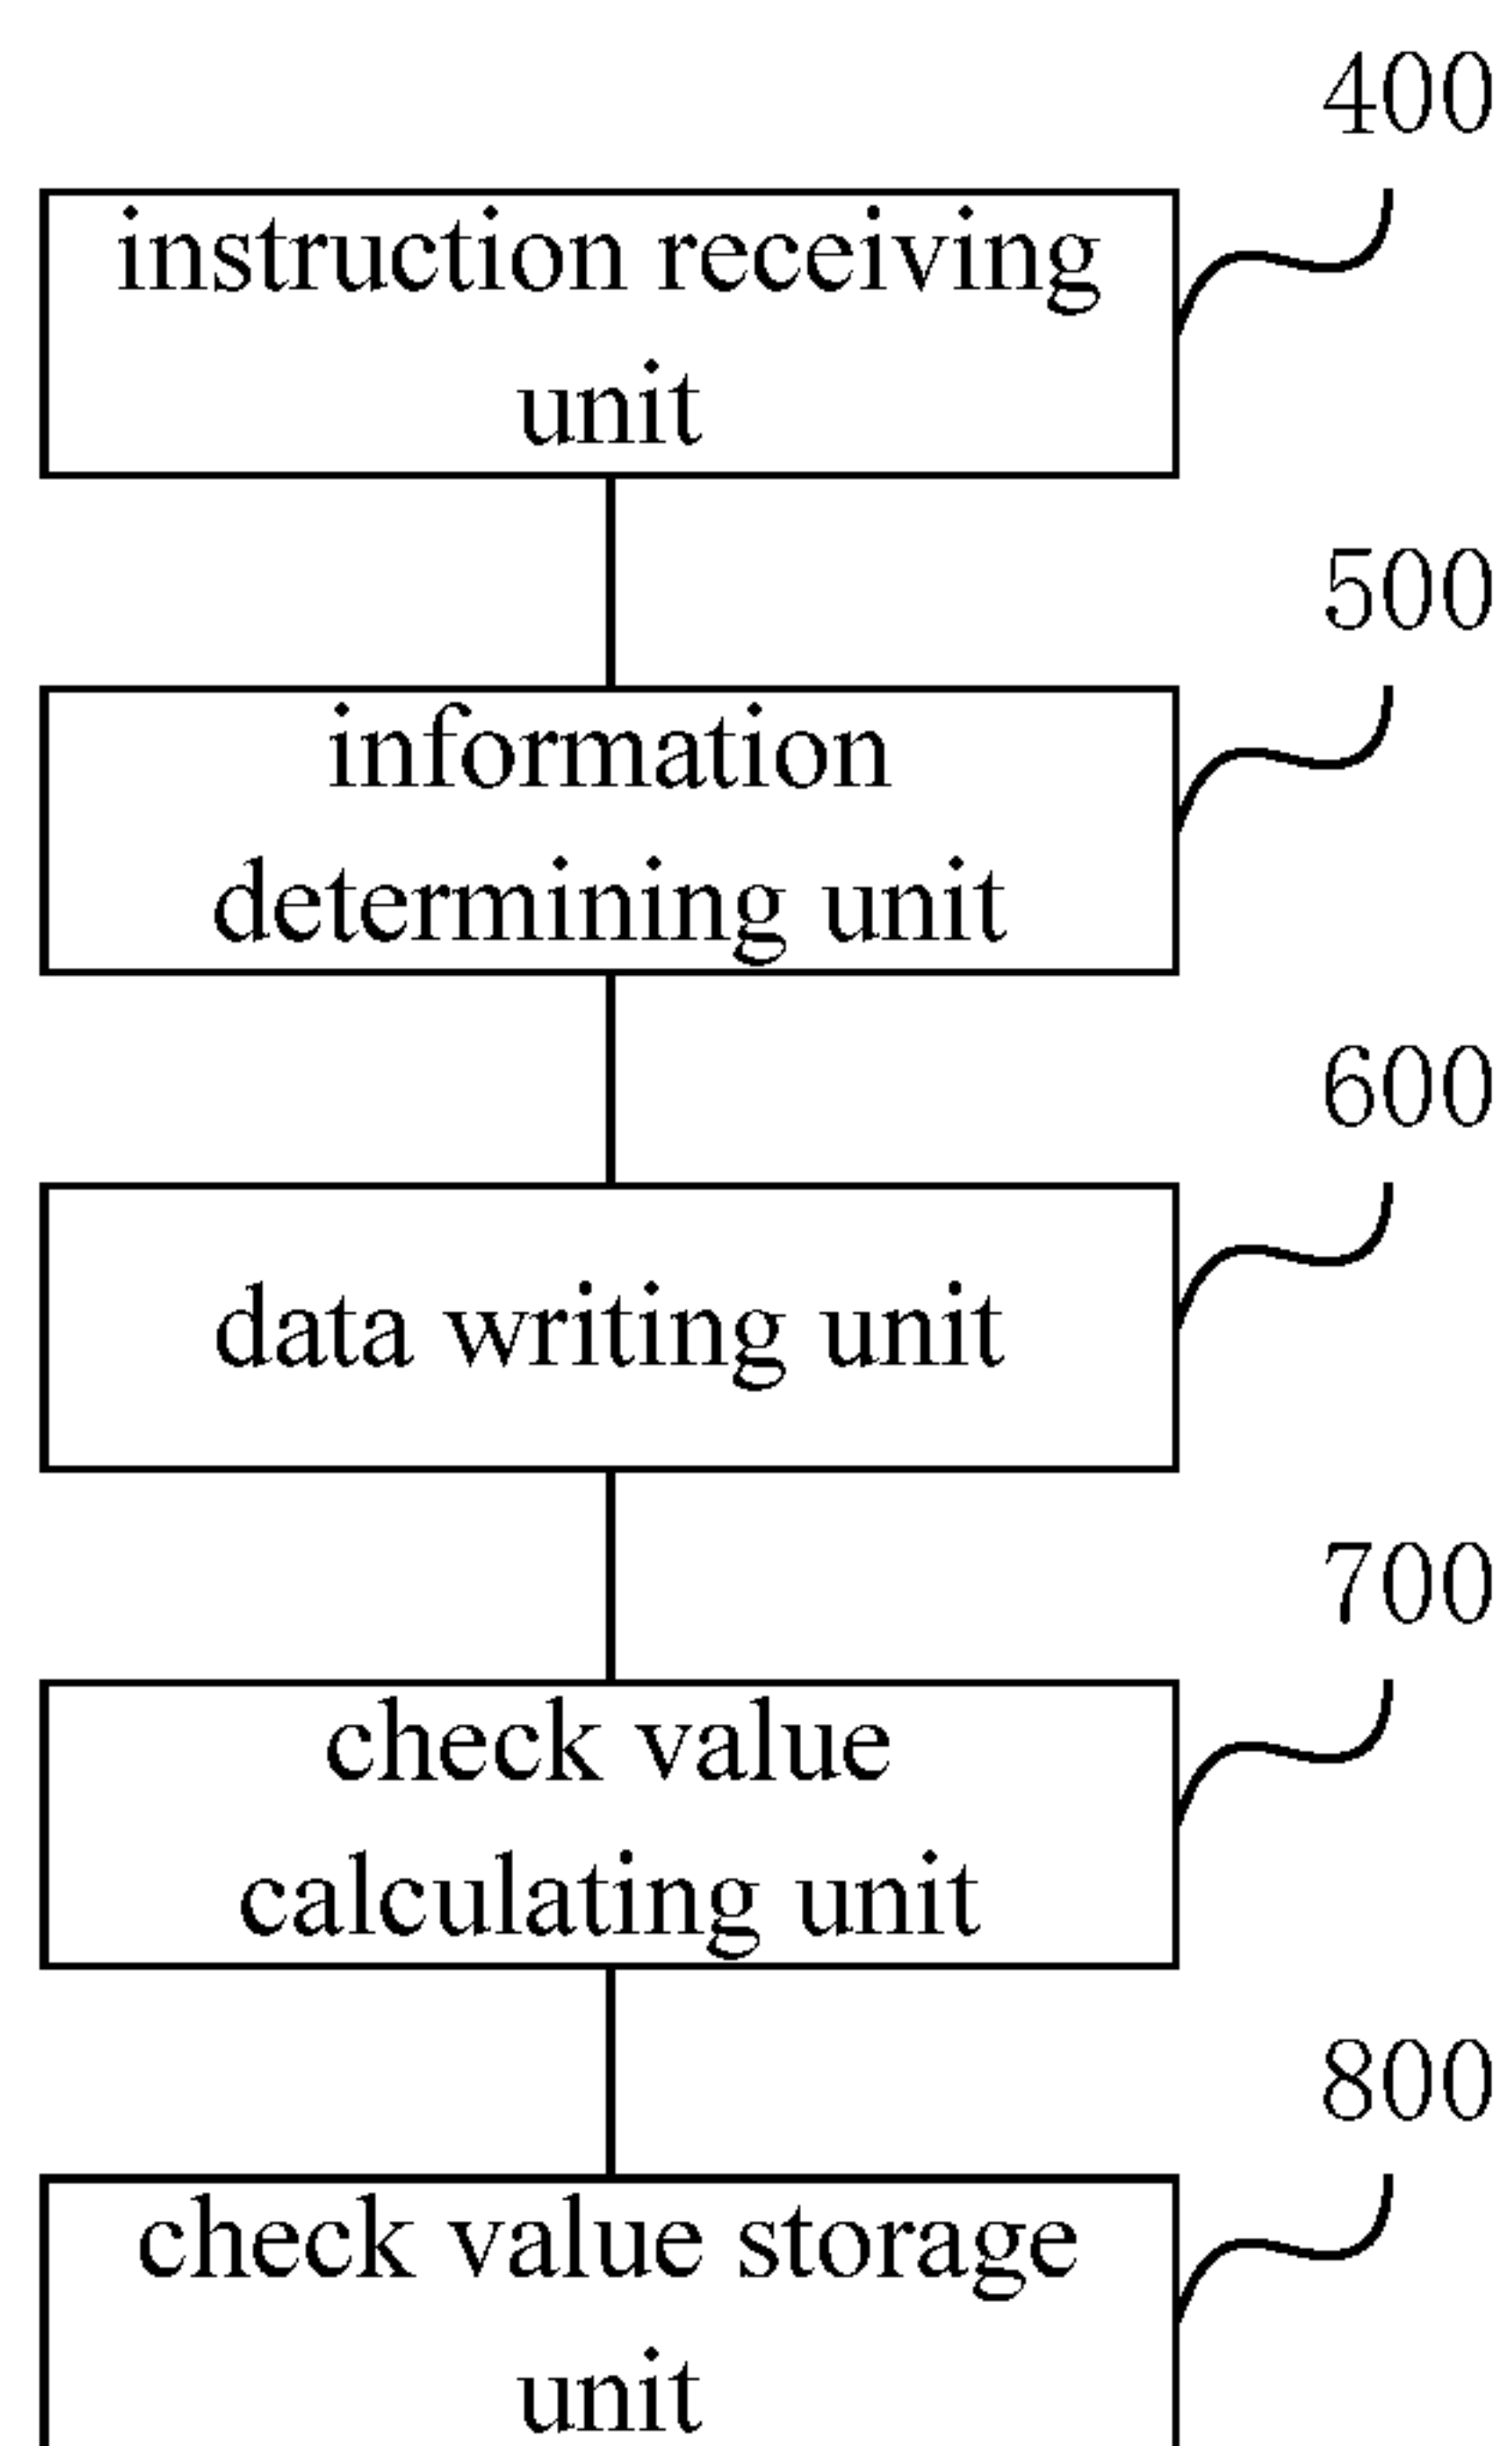 400
instruction receiving
unit
500
information
determining unit
600
data writing unit
700
check value
calculating unit
800
check value storage
unit